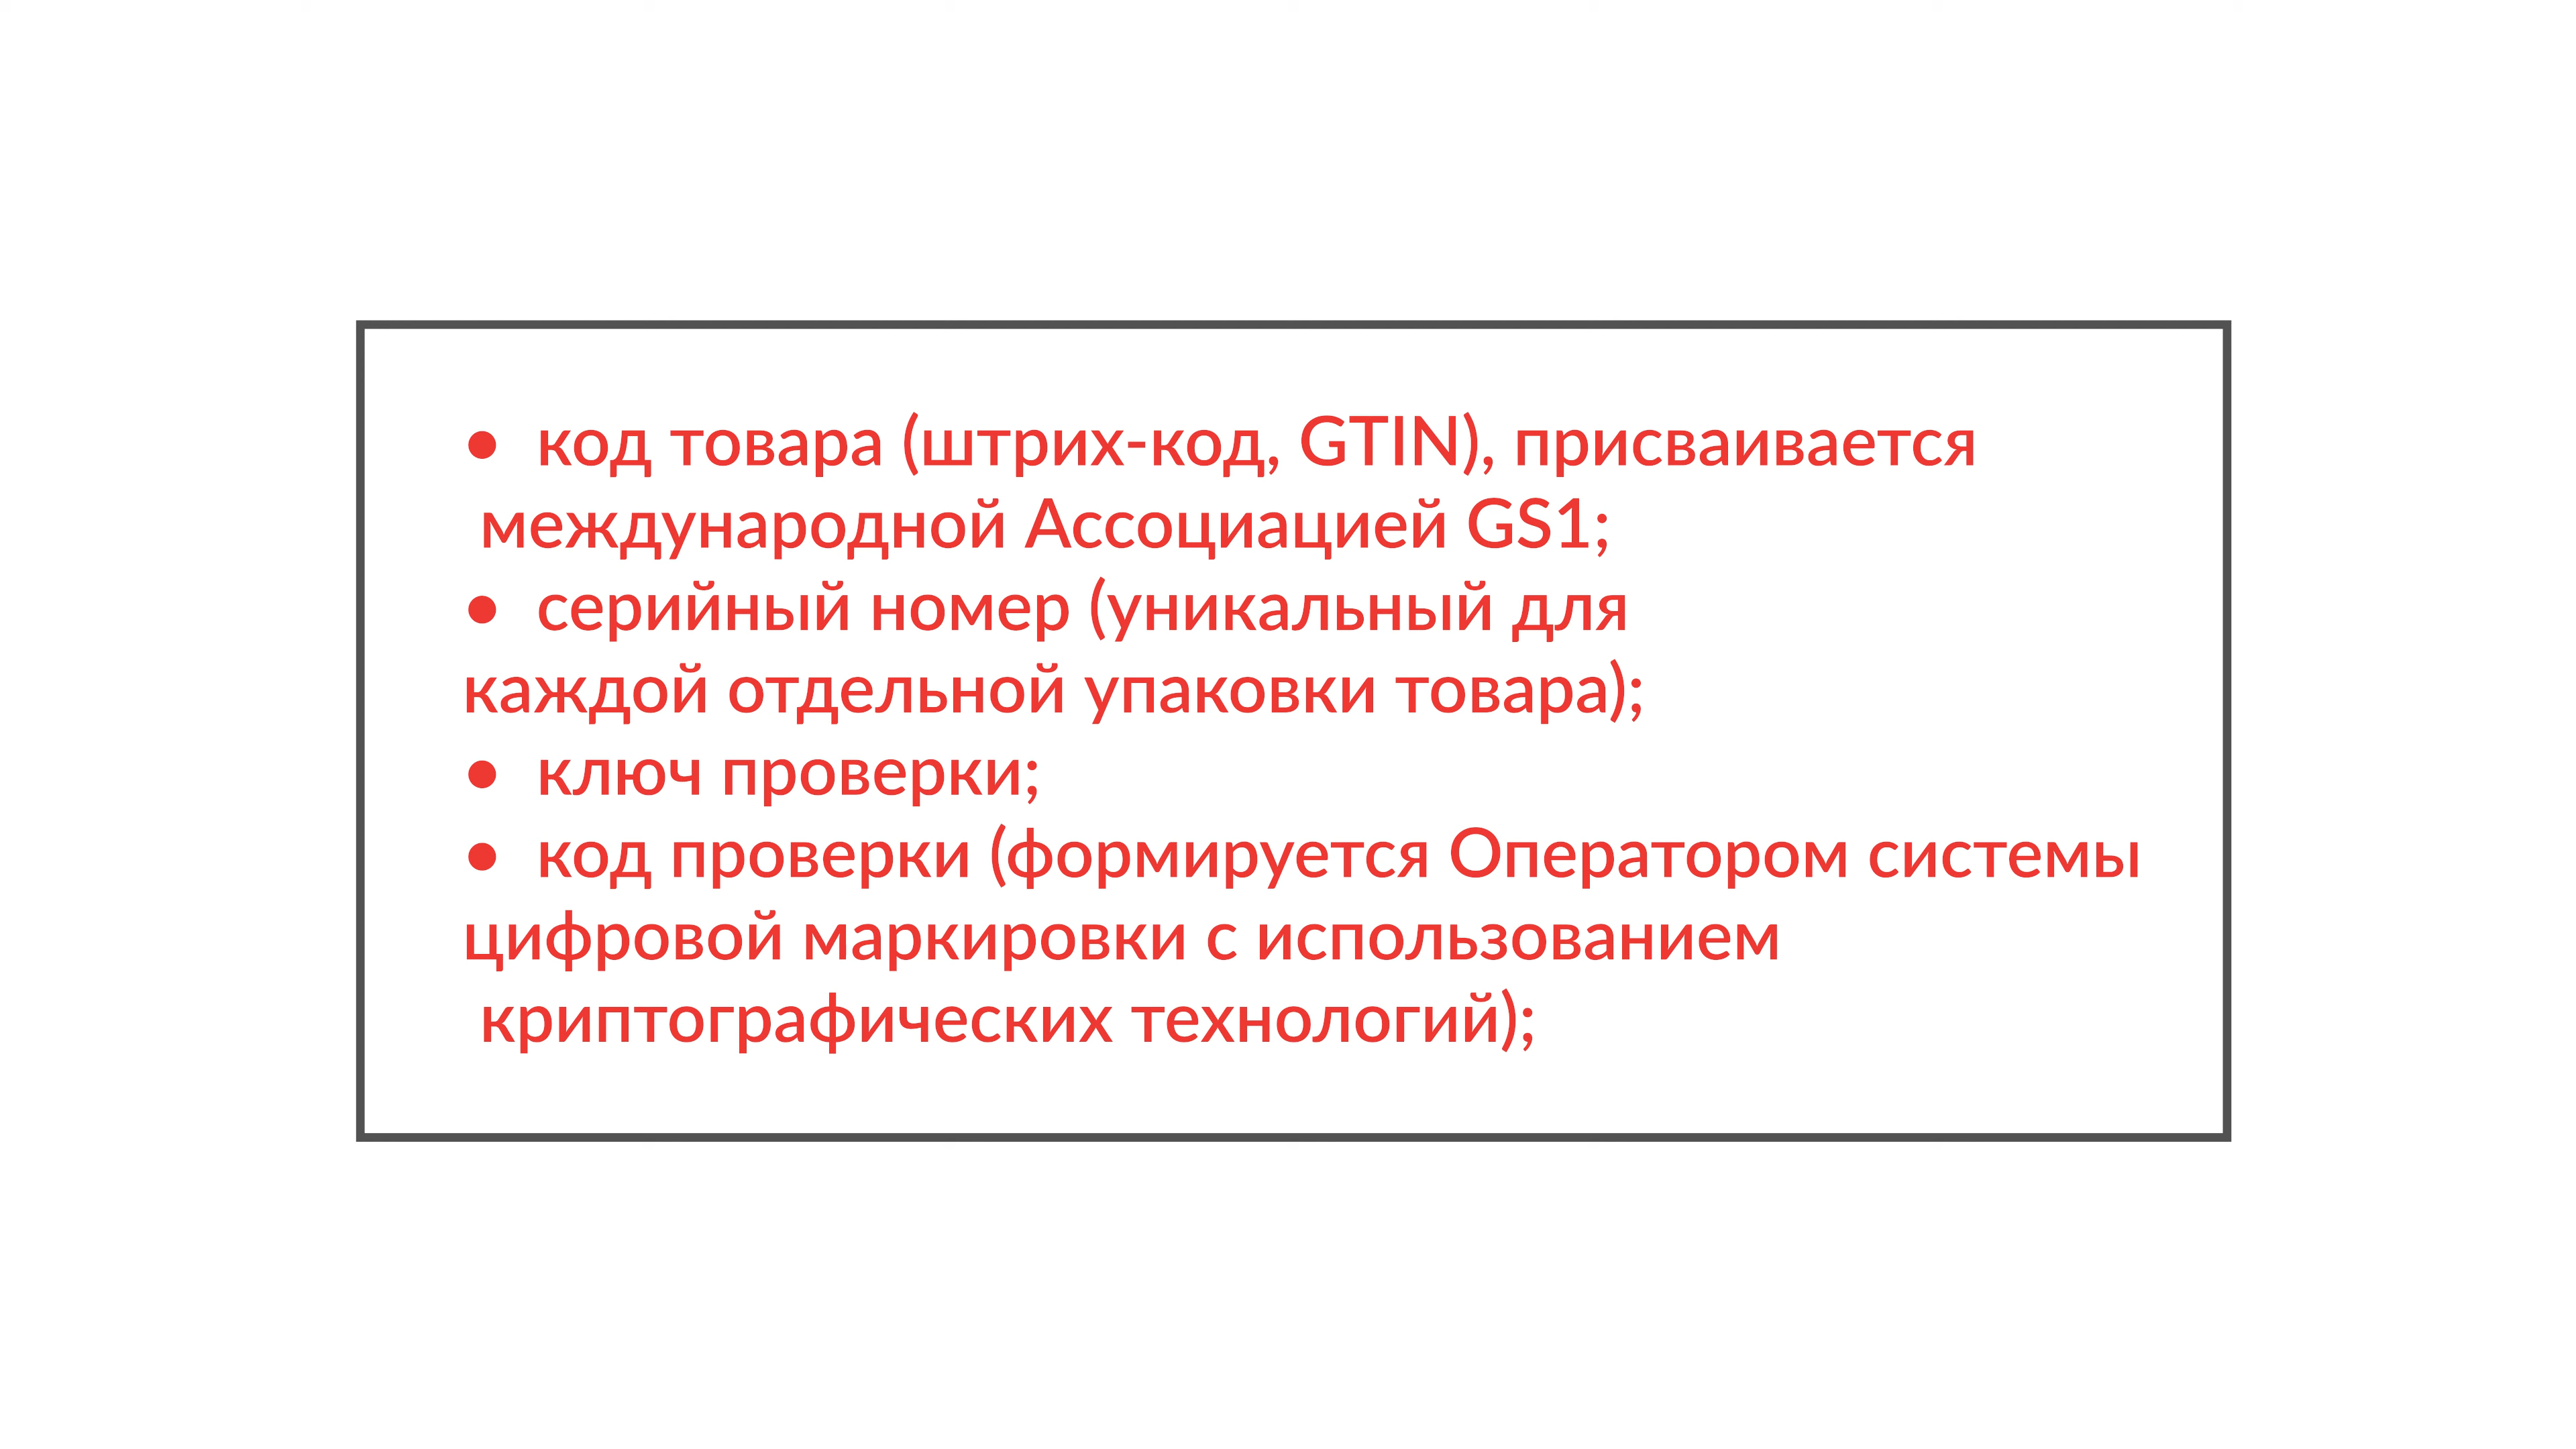 • код товара (штрих-код, GTIN), присваивается
международной Ассоциацией GS1;
• серийный номер (уникальный для
каждой отдельной упаковки товара);
• ключ проверки;
• код проверки (формируется Оператором системы
цифровой маркировки с использованием
криптографических технологий);